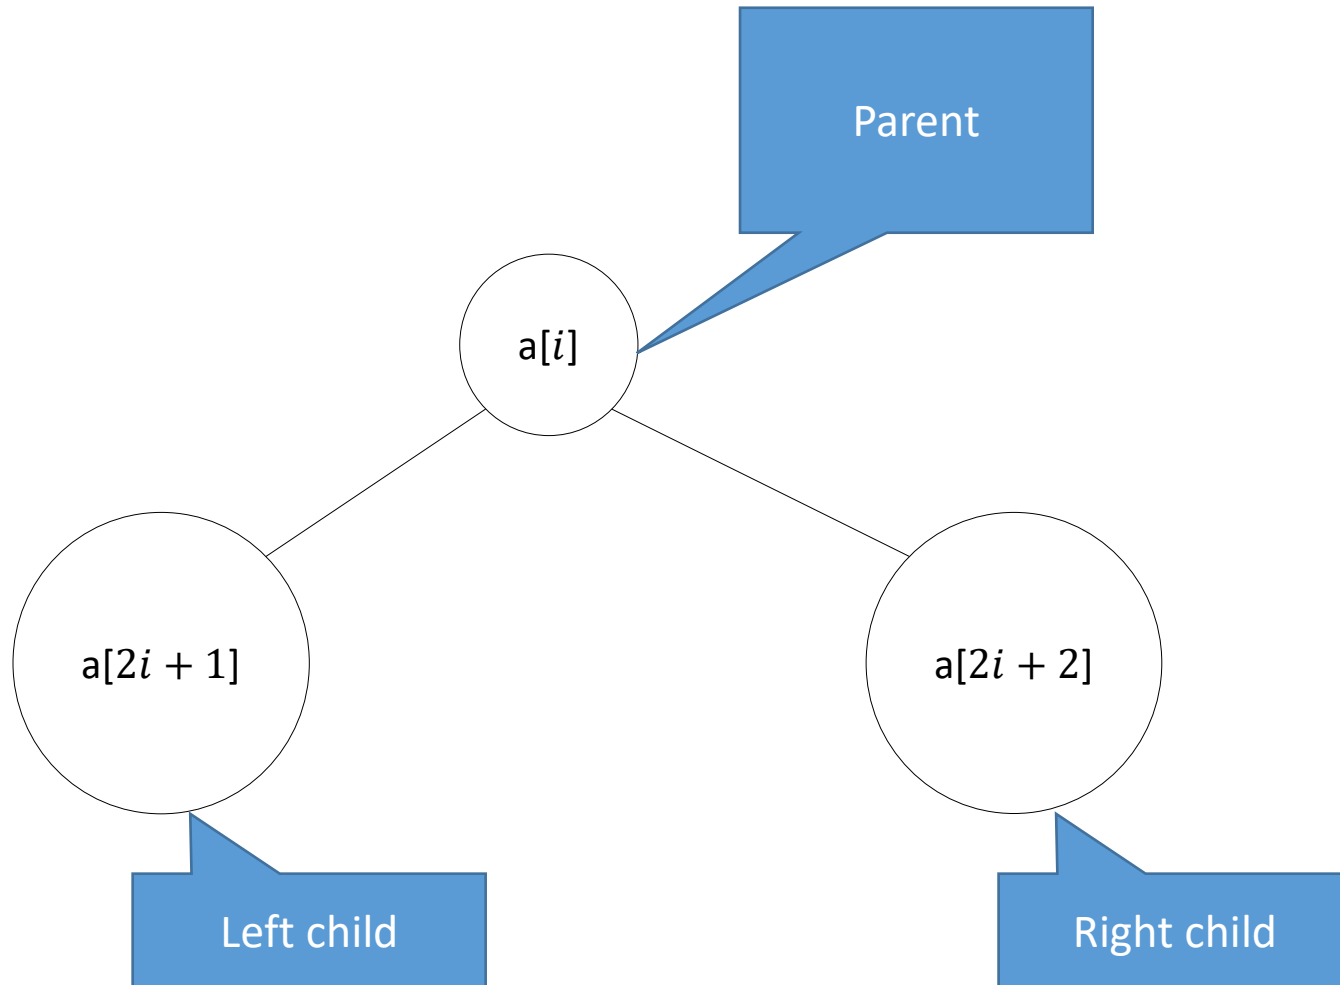 Parent
a[𝑖]
a[2𝑖 + 1]
a[2𝑖 + 2]
Left child
Right child